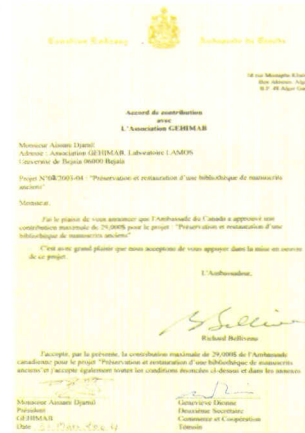 Canadian Embassy
Ambassade du Canada
Accord de contribution
avec
L'Association GEHIMAB
Monsieur Aissani Djamil
Adresse : Association GEHIMAB, Laboratoire LAMOS
Université de Bejaia 06000 Bejaia
"Préservation et restauration d'une bibliothèque de manuscrits
anciens"
Monsieur,
J'ai le plaisir de vous annoncer que l'Ambassade du Canada a approuvé une
contribution maximale de 29,000$ pour le projet : "Préservation et restauration d'une
bibliothèque de manuscrits anciens"
C'est avec grand plaisir que nous acceptons de vous appuyer dans la mise en oeuvre
de ce projet.
L'Ambassadeur,
Richard Belliveau
J'accepte, par la présente, la contribution maximale de 29,000$ de l'Ambassade
canadienne pour le projet "Préservation et restauration d'une bibliothèque de manuscrits
anciens" et j'accepte également toutes les conditions énoncées ci-dessus et dans les annexes
Monsieur Aissani Djamil
Président
GEHIMAB
Date
Geneviève
Deuxième Secrétaire
Commerce et Coopération
Témoin